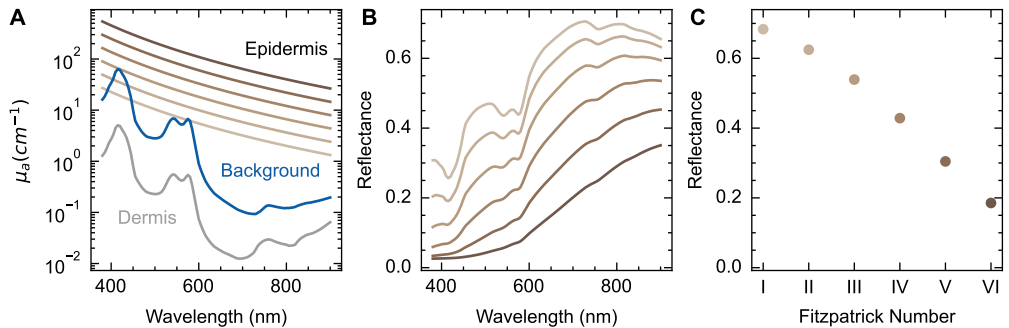 A
Epidermis
Background
Dermis
μa(cm⁻¹)
10²
10¹
10⁰
10⁻¹
10⁻²
400 600 800
Wavelength (nm)
B
Reflectance
0.6
0.4
0.2
0.0
400 600 800
Wavelength (nm)
C
Reflectance
0.6
0.4
0.2
0.0
I II III IV V VI
Fitzpatrick Number